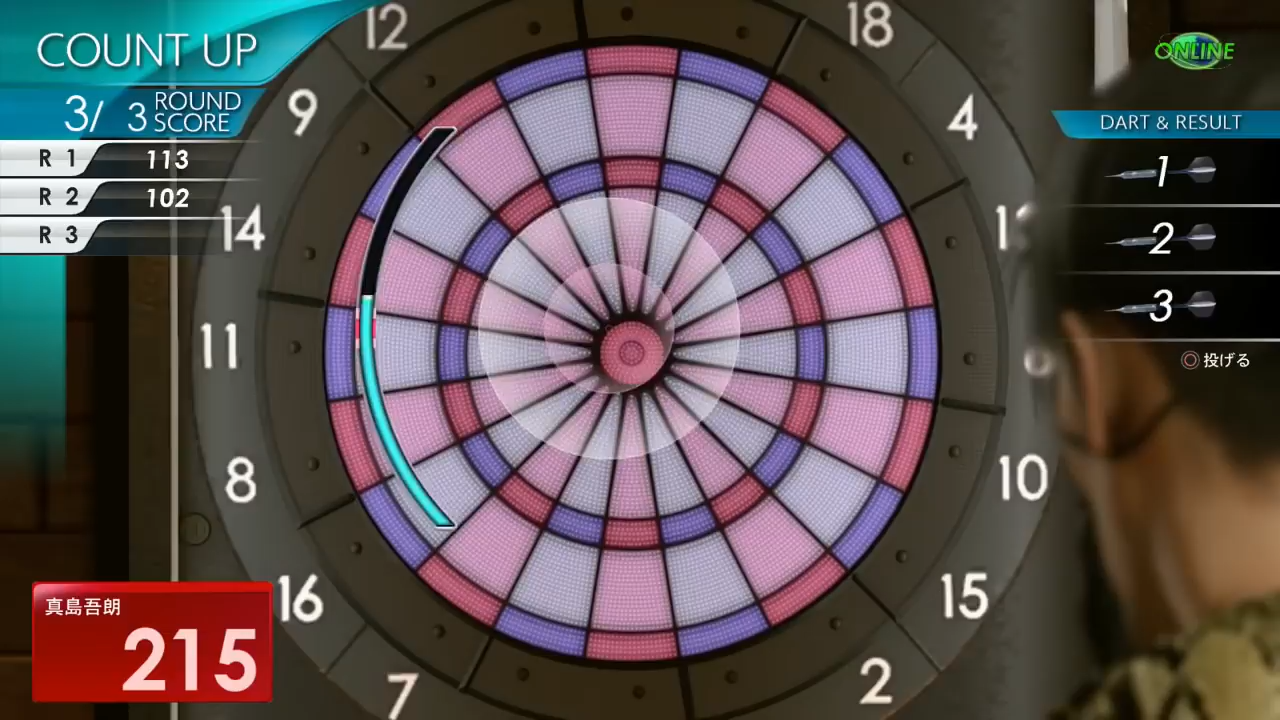 COUNT UP
3/ 3 ROUND SCORE
R 1 113
R 2 102
R 3
12
18
9
4
14
11
8
10
16
15
7
2
ONLINE
DART & RESULT
1
2
3
投げる
真島吾朗
215